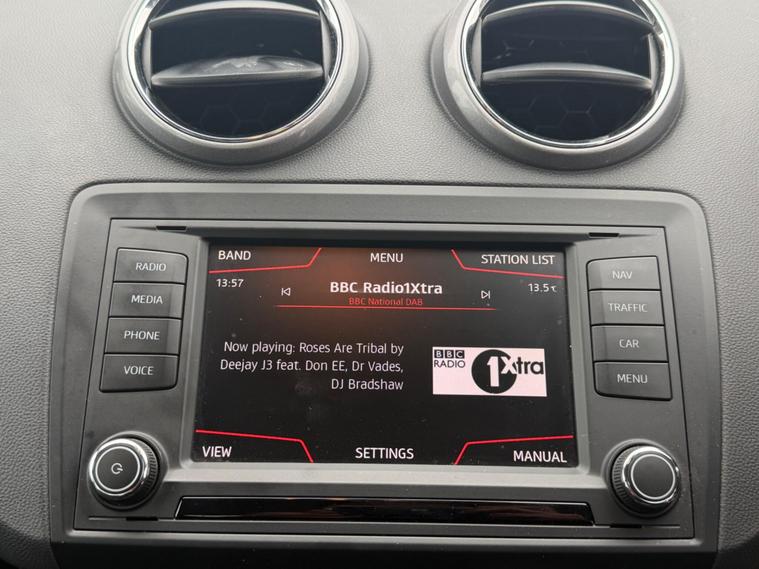 RADIO
MEDIA
PHONE
VOICE
BAND
MENU
STATION LIST
13:57
BBC Radio1Xtra
13.5 °C
BBC National DAB
Now playing: Roses Are Tribal by
Deejay J3 feat. Don EE, Dr Vades,
DJ Bradshaw
BBC
RADIO
1Xtra
VIEW
SETTINGS
MANUAL
NAV
TRAFFIC
CAR
MENU